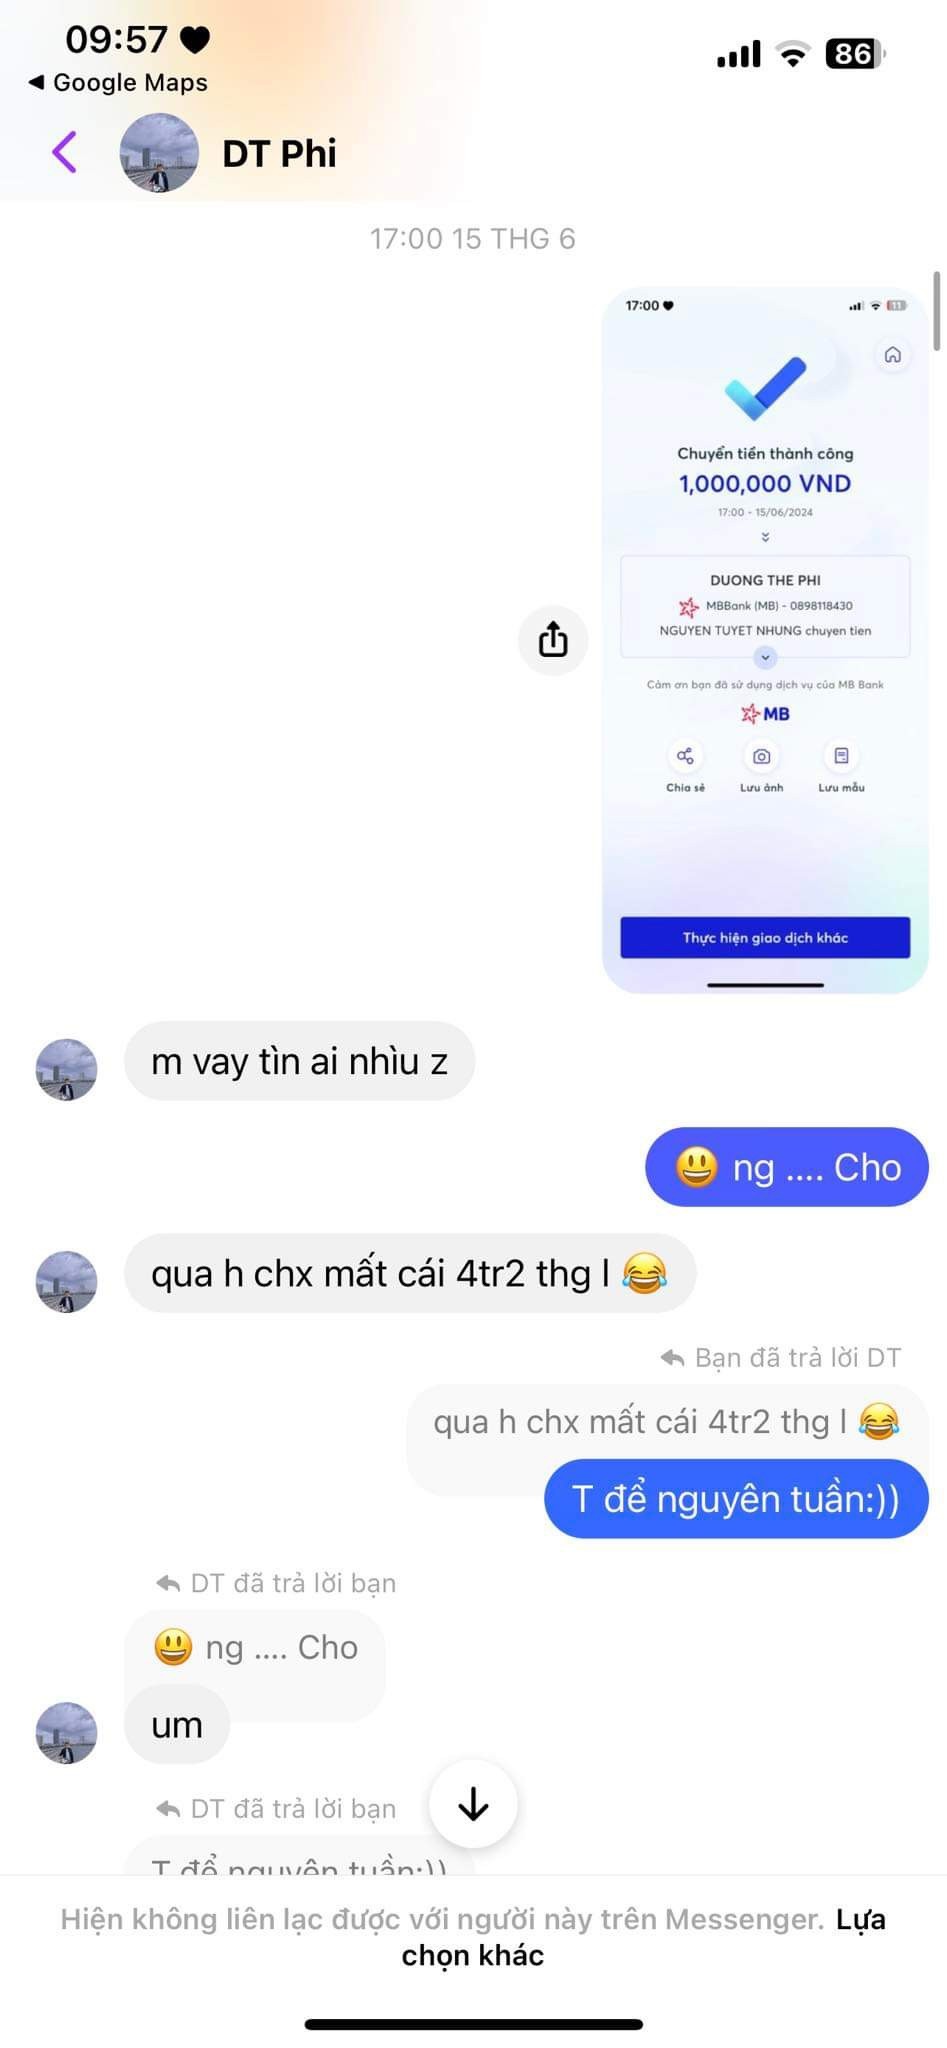 09:57
86
Google Maps
DT Phi
17:00 15 THG 6
17:00
11
Chuyển tiền thành công
1,000,000 VND
17:00 - 15/06/2024
DUONG THE PHI
MBBank (MB) - 0898118430
NGUYEN TUYET NHUNG chuyen tien
Cảm ơn bạn đã sử dụng dịch vụ của MB Bank
MB
Chia sẻ
Lưu ảnh
Lưu mẫu
Thực hiện giao dịch khác
m vay tìn ai nhìu z
😃 ng .... Cho
qua h chx mất cái 4tr2 thg l 😂
Bạn đã trả lời DT
qua h chx mất cái 4tr2 thg l 😂
T để nguyên tuần:))
DT đã trả lời bạn
😃 ng .... Cho
um
DT đã trả lời bạn
T để nguyên tuần:))
Hiện không liên lạc được với người này trên Messenger. Lựa
chọn khác